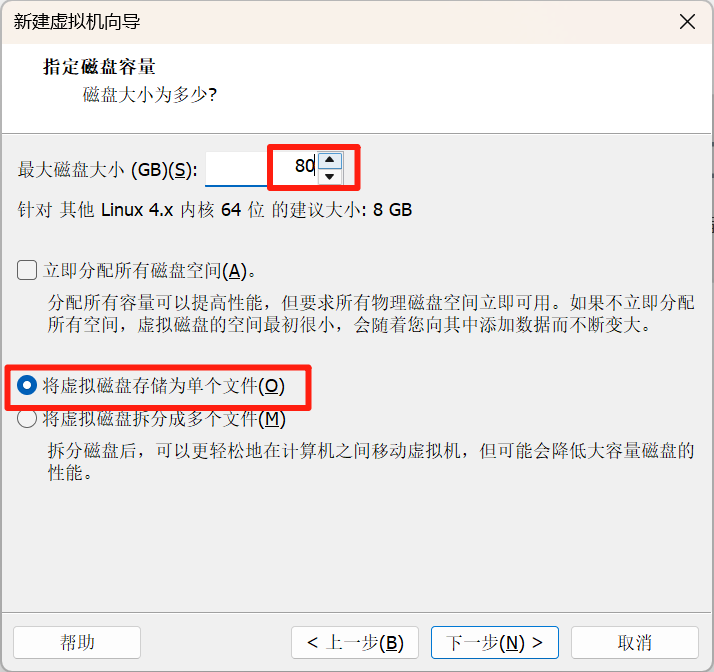 新建虚拟机向导
指定磁盘容量
磁盘大小为多少?
最大磁盘大小 (GB)(S): 80
针对 其他 Linux 4.x 内核 64 位 的建议大小: 8 GB
立即分配所有磁盘空间(A)。
分配所有容量可以提高性能，但要求所有物理磁盘空间立即可用。如果不立即分配
所有空间，虚拟磁盘的空间最初很小，会随着您向其中添加数据而不断变大。
将虚拟磁盘存储为单个文件(O)
将虚拟磁盘拆分成多个文件(M)
拆分磁盘后，可以更轻松地在计算机之间移动虚拟机，但可能会降低大容量磁盘的
性能。
帮助 < 上一步(B) 下一步(N) > 取消